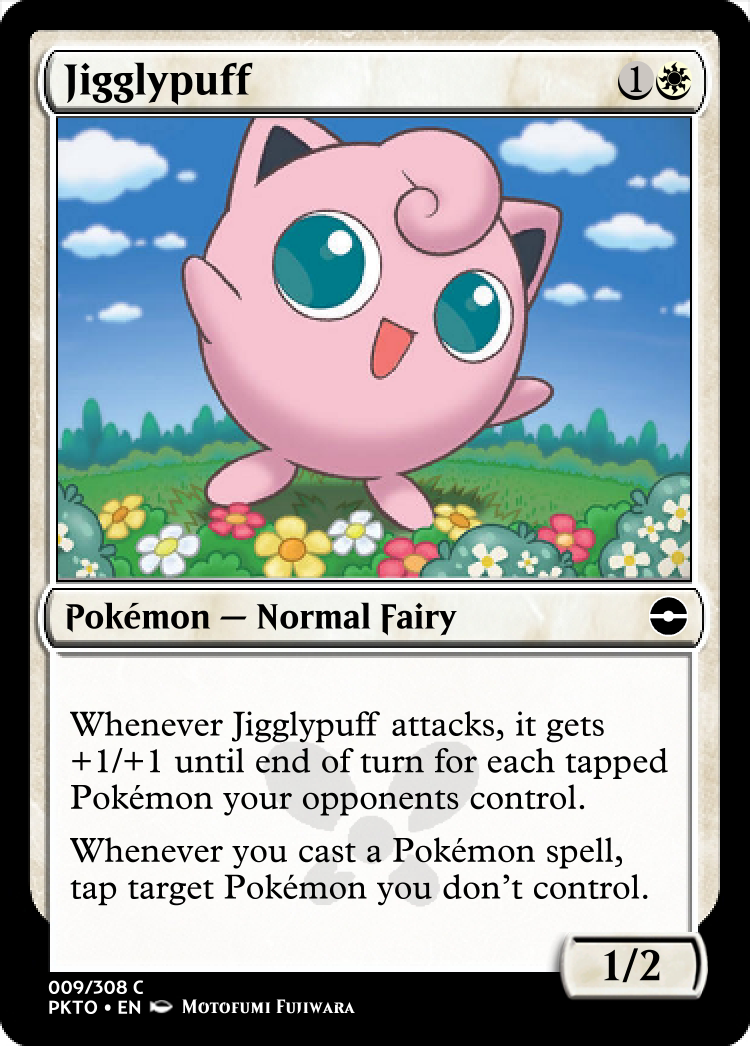 Jigglypuff 1
Pokémon — Normal Fairy
Whenever Jigglypuff attacks, it gets
+1/+1 until end of turn for each tapped
Pokémon your opponents control.
Whenever you cast a Pokémon spell,
tap target Pokémon you don't control.
1/2
009/308 C
PKTO • EN Motofumi Fujiwara